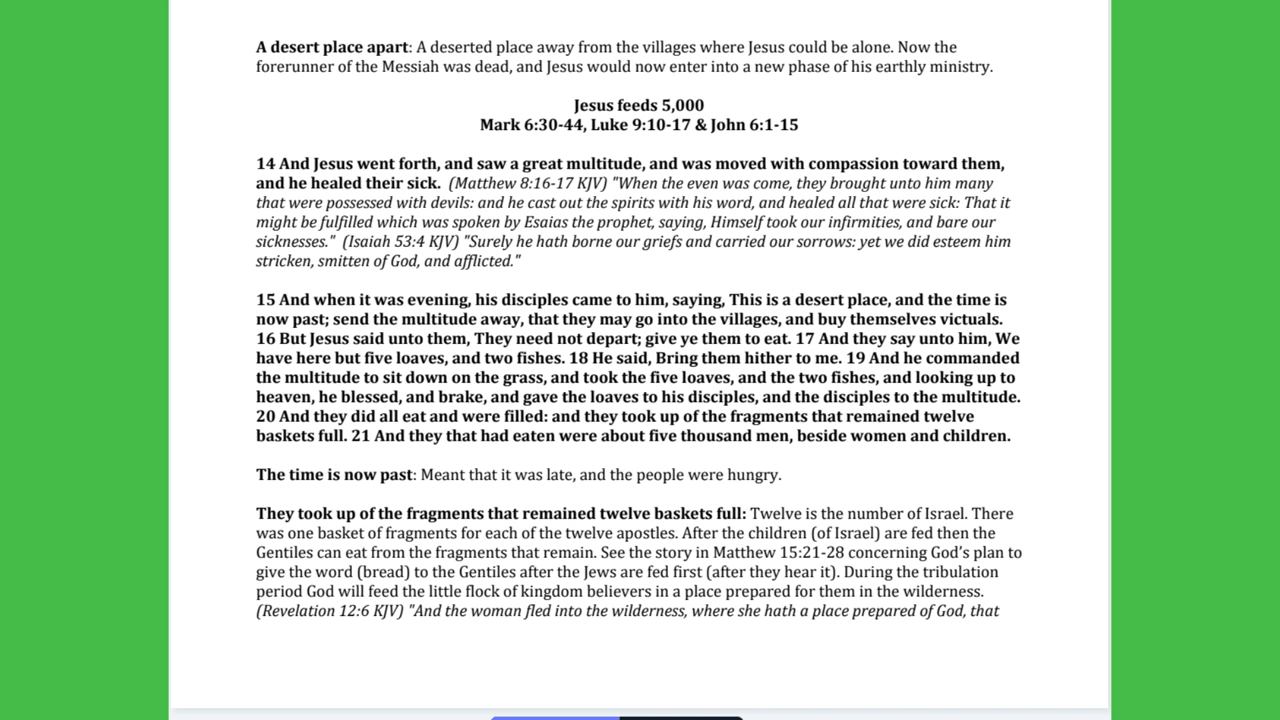 A desert place apart: A deserted place away from the villages where Jesus could be alone. Now the
forerunner of the Messiah was dead, and Jesus would now enter into a new phase of his earthly ministry.
Jesus feeds 5,000
Mark 6:30-44, Luke 9:10-17 & John 6:1-15
14 And Jesus went forth, and saw a great multitude, and was moved with compassion toward them,
and he healed their sick. (Matthew 8:16-17 KJV) "When the even was come, they brought unto him many
that were possessed with devils: and he cast out the spirits with his word, and healed all that were sick: That it
might be fulfilled which was spoken by Esaias the prophet, saying, Himself took our infirmities, and bare our
sicknesses." (Isaiah 53:4 KJV) "Surely he hath borne our griefs and carried our sorrows: yet we did esteem him
stricken, smitten of God, and afflicted."
15 And when it was evening, his disciples came to him, saying, This is a desert place, and the time is
now past; send the multitude away, that they may go into the villages, and buy themselves victuals.
16 But Jesus said unto them, They need not depart; give ye them to eat. 17 And they say unto him, We
have here but five loaves, and two fishes. 18 He said, Bring them hither to me. 19 And he commanded
the multitude to sit down on the grass, and took the five loaves, and the two fishes, and looking up to
heaven, he blessed, and brake, and gave the loaves to his disciples, and the disciples to the multitude.
20 And they did all eat and were filled: and they took up of the fragments that remained twelve
baskets full. 21 And they that had eaten were about five thousand men, beside women and children.
The time is now past: Meant that it was late, and the people were hungry.
They took up of the fragments that remained twelve baskets full: Twelve is the number of Israel. There
was one basket of fragments for each of the twelve apostles. After the children (of Israel) are fed then the
Gentiles can eat from the fragments that remain. See the story in Matthew 15:21-28 concerning God's plan to
give the word (bread) to the Gentiles after the Jews are fed first (after they hear it). During the tribulation
period God will feed the little flock of kingdom believers in a place prepared for them in the wilderness.
(Revelation 12:6 KJV) "And the woman fled into the wilderness, where she hath a place prepared of God, that